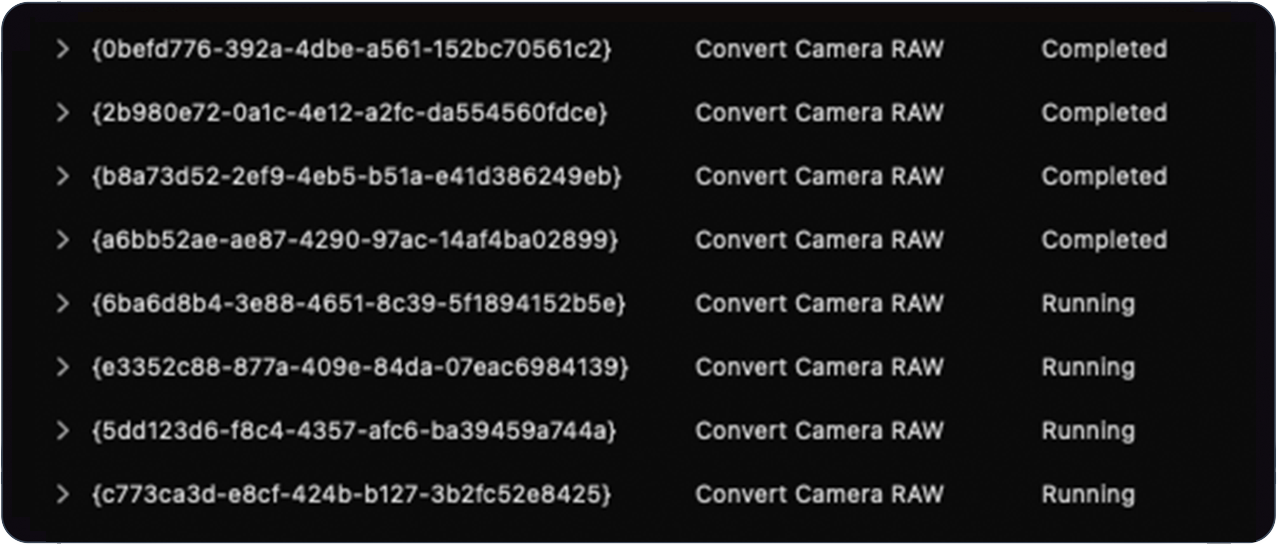 {0befd776-392a-4dbe-a561-152bc70561c2} Convert Camera RAW Completed
{2b980e72-0a1c-4e12-a2fc-da554560fdce} Convert Camera RAW Completed
{b8a73d52-2ef9-4eb5-b51a-e41d386249eb} Convert Camera RAW Completed
{a6bb52ae-ae87-4290-97ac-14af4ba02899} Convert Camera RAW Completed
{6ba6d8b4-3e88-4651-8c39-5f1894152b5e} Convert Camera RAW Running
{e3352c88-877a-409e-84da-07eac6984139} Convert Camera RAW Running
{5dd123d6-f8c4-4357-afc6-ba39459a744a} Convert Camera RAW Running
{c773ca3d-e8cf-424b-b127-3b2fc52e8425} Convert Camera RAW Running